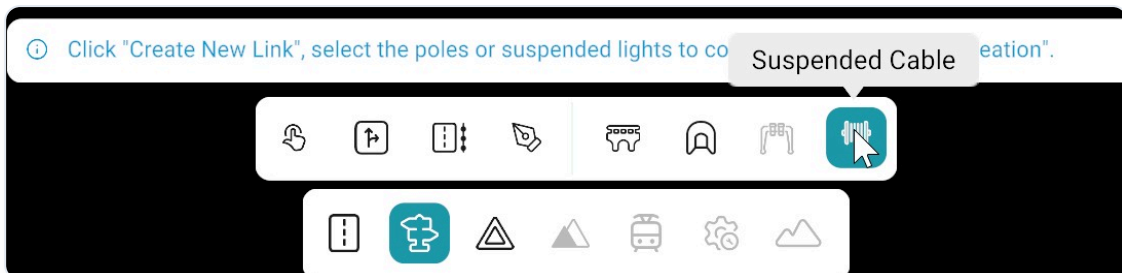 Click "Create New Link", select the poles or suspended lights to co eation".
Suspended Cable